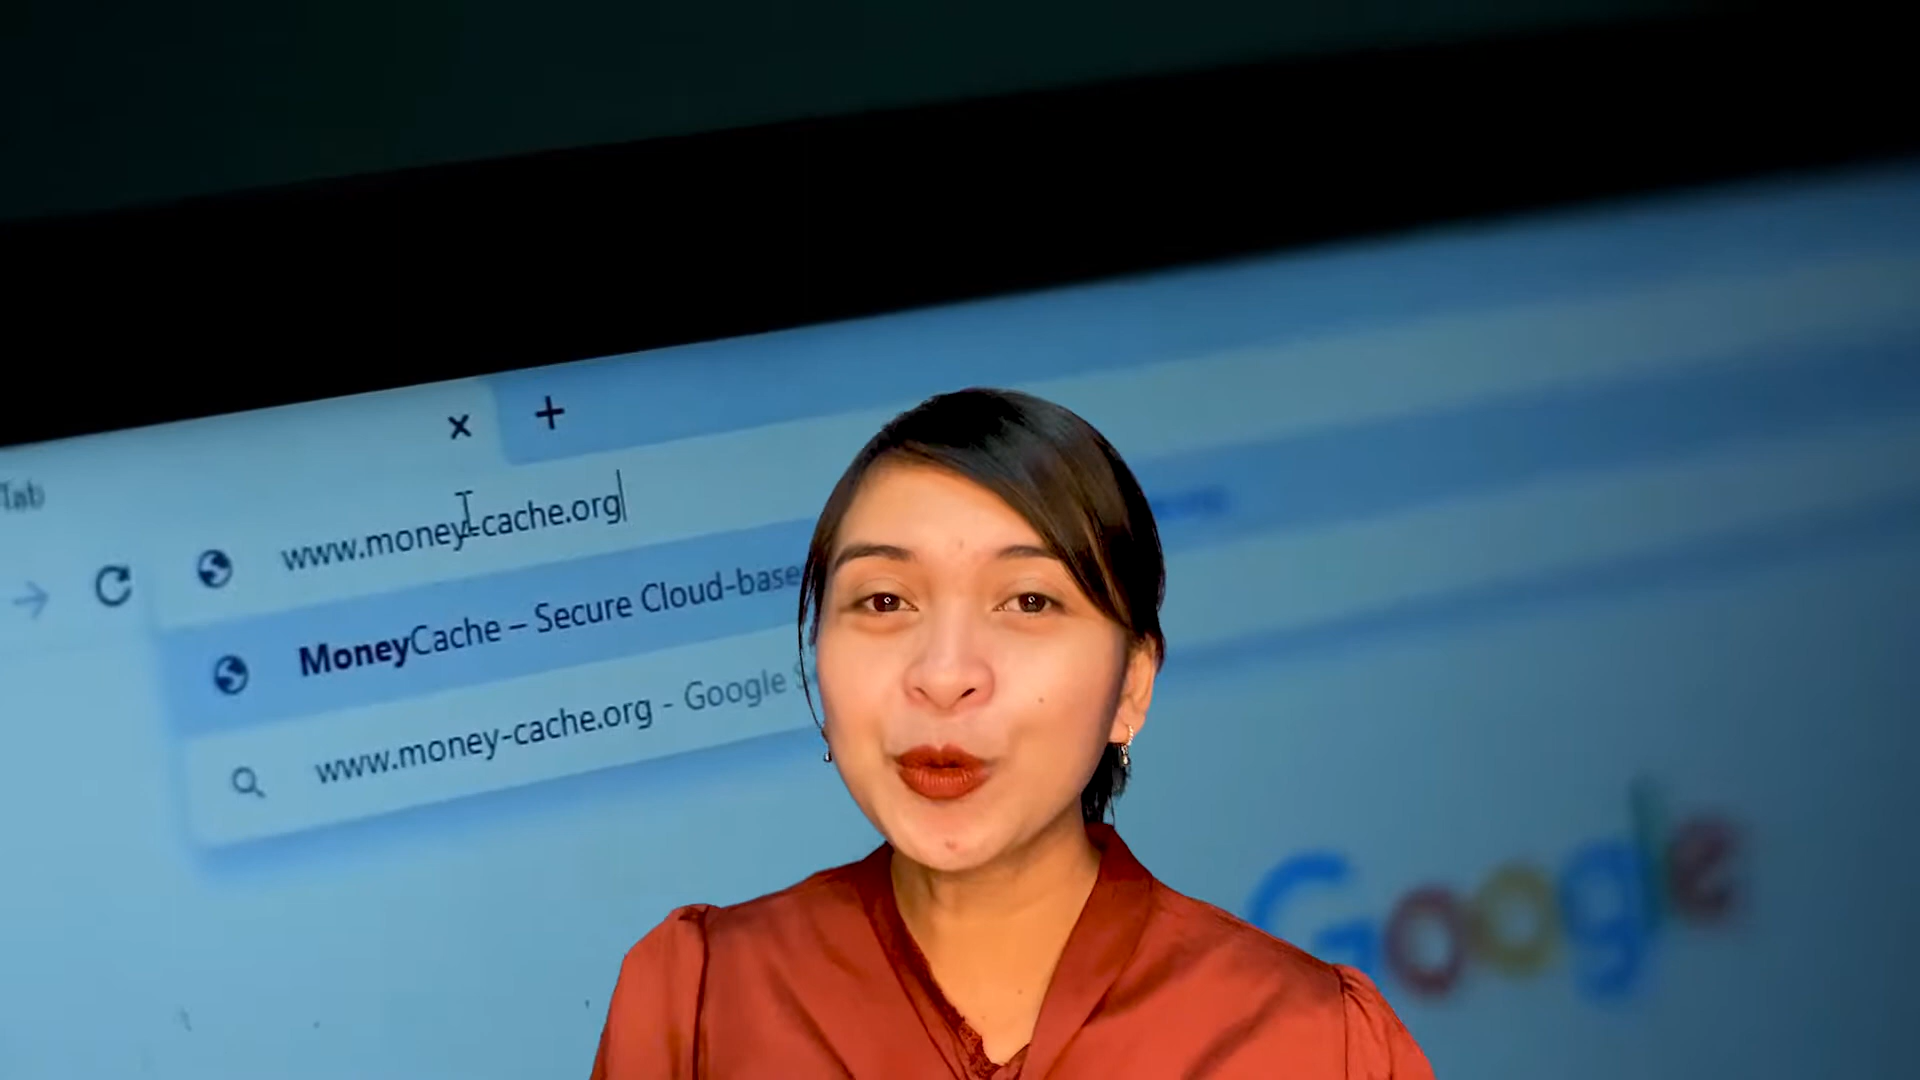 Tab
www.money-cache.org
MoneyCache – Secure Cloud-base
www.money-cache.org - Google S
Google